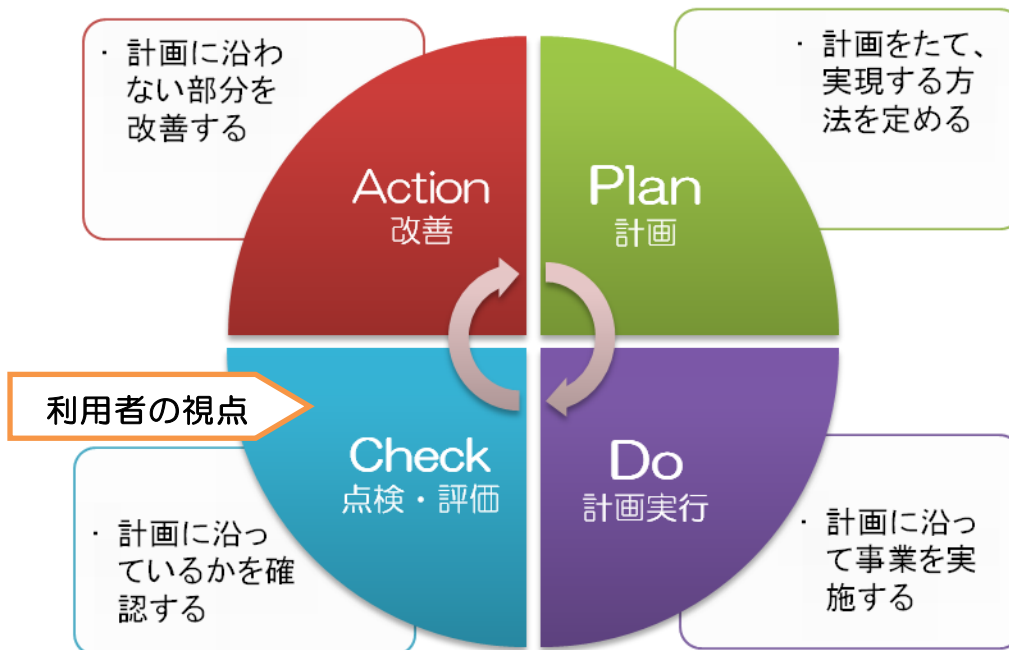 ・ 計画に沿わ
ない部分を
改善する
・ 計画をたて、
実現する方
法を定める
Action
改善
Plan
計画
利用者の視点
Check
点検・評価
Do
計画実行
・ 計画に沿っ
ているかを確
認する
・ 計画に沿っ
て事業を実
施する